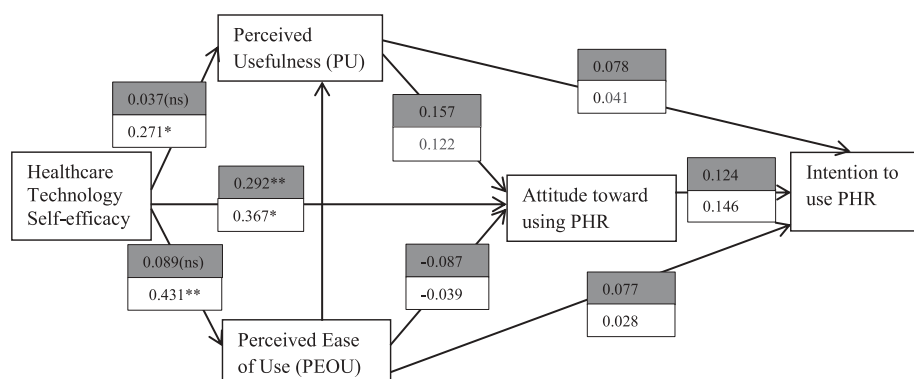 Perceived
Usefulness (PU)
0.078
0.041
0.037(ns)
0.271*
0.157
0.122
Healthcare
Technology
Self-efficacy
0.292**
0.367*
Attitude toward
using PHR
0.124
0.146
Intention to
use PHR
0.089(ns)
0.431**
-0.087
-0.039
0.077
0.028
Perceived Ease
of Use (PEOU)